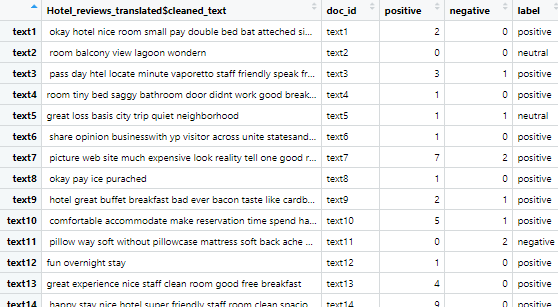 Hotel_reviews_translated$cleaned_text doc_id positive negative label
text1 okay hotel nice room small pay double bed bat atteched si... text1 2 0 positive
text2 room balcony view lagoon wondern text2 0 0 neutral
text3 pass day htel locate minute vaporetto staff friendly speak fr... text3 3 1 positive
text4 room tiny bed saggy bathroom door didnt work good break... text4 1 0 positive
text5 great loss basis city trip quiet neighborhood text5 1 1 neutral
text6 share opinion businesswith yp visitor across unite statesand... text6 1 0 positive
text7 picture web site much expensive look reality tell one good r... text7 7 2 positive
text8 okay pay ice purached text8 1 0 positive
text9 hotel great buffet breakfast bad ever bacon taste like cardb... text9 2 1 positive
text10 comfortable accommodate make reservation time spend ha... text10 5 1 positive
text11 pillow way soft without pillowcase mattress soft back ache ... text11 0 2 negative
text12 fun overnight stay text12 1 0 positive
text13 great experience nice staff clean room good free breakfast text13 4 0 positive
text14 happy stay nice hotel super friendly staff room clean spacio... text14 9 0 positive